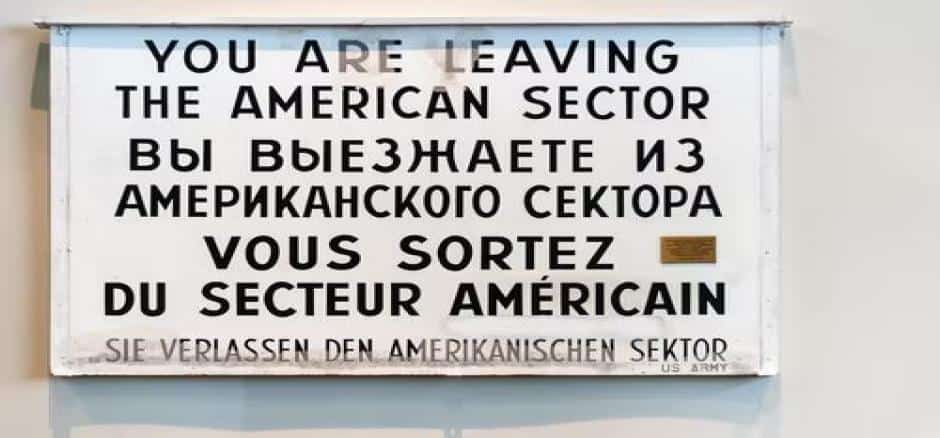 YOU ARE LEAVING
THE AMERICAN SECTOR
ВЫ ВЫЕЗЖАЕТЕ ИЗ
АМЕРИКАНСКОГО СЕКТОРА
VOUS SORTEZ
DU SECTEUR AMÉRICAIN
SIE VERLASSEN DEN AMERIKANISCHEN SEKTOR
US ARMY